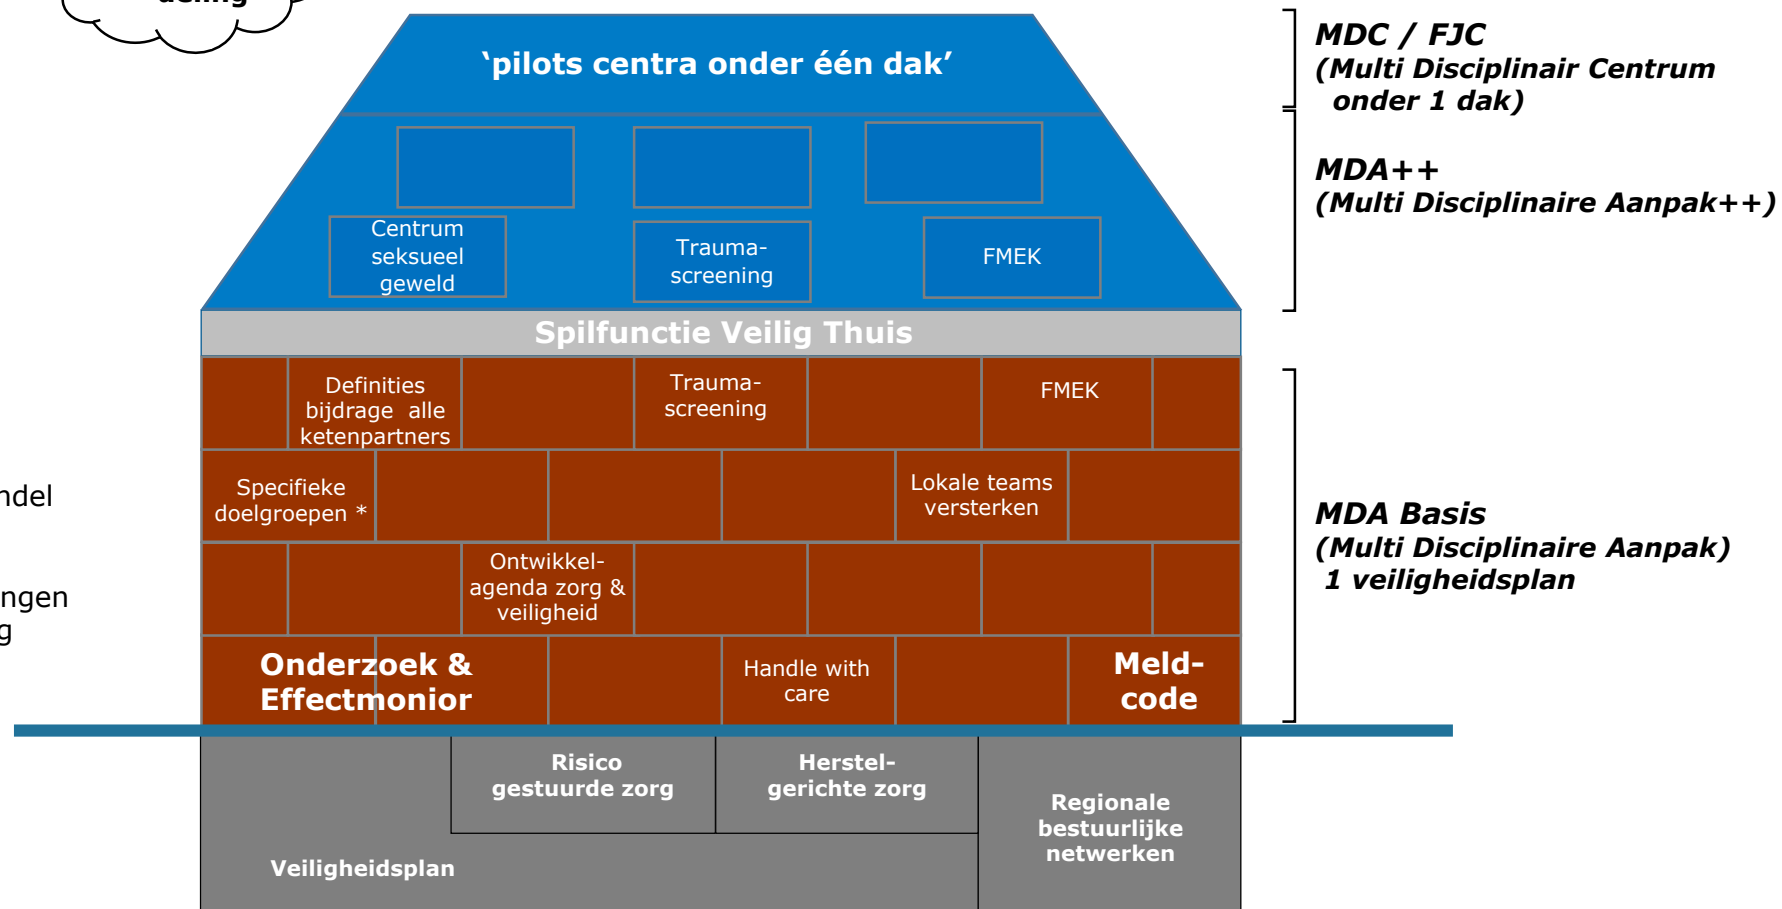 ‘pilots centra onder één dak’
MDC / FJC
(Multi Disciplinair Centrum
onder 1 dak)
MDA++
(Multi Disciplinaire Aanpak++)
Centrum
seksueel
geweld
Trauma-
screening
FMEK
Spilfunctie Veilig Thuis
Definities
bijdrage alle
ketenpartners
Trauma-
screening
FMEK
Specifieke
doelgroepen *
Lokale teams
versterken
MDA Basis
(Multi Disciplinaire Aanpak)
1 veiligheidsplan
Ontwikkel-
agenda zorg &
veiligheid
Onderzoek &
Effectmonior
Handle with
care
Meld-
code
Risico
gestuurde zorg
Herstel-
gerichte zorg
Regionale
bestuurlijke
netwerken
Veiligheidsplan